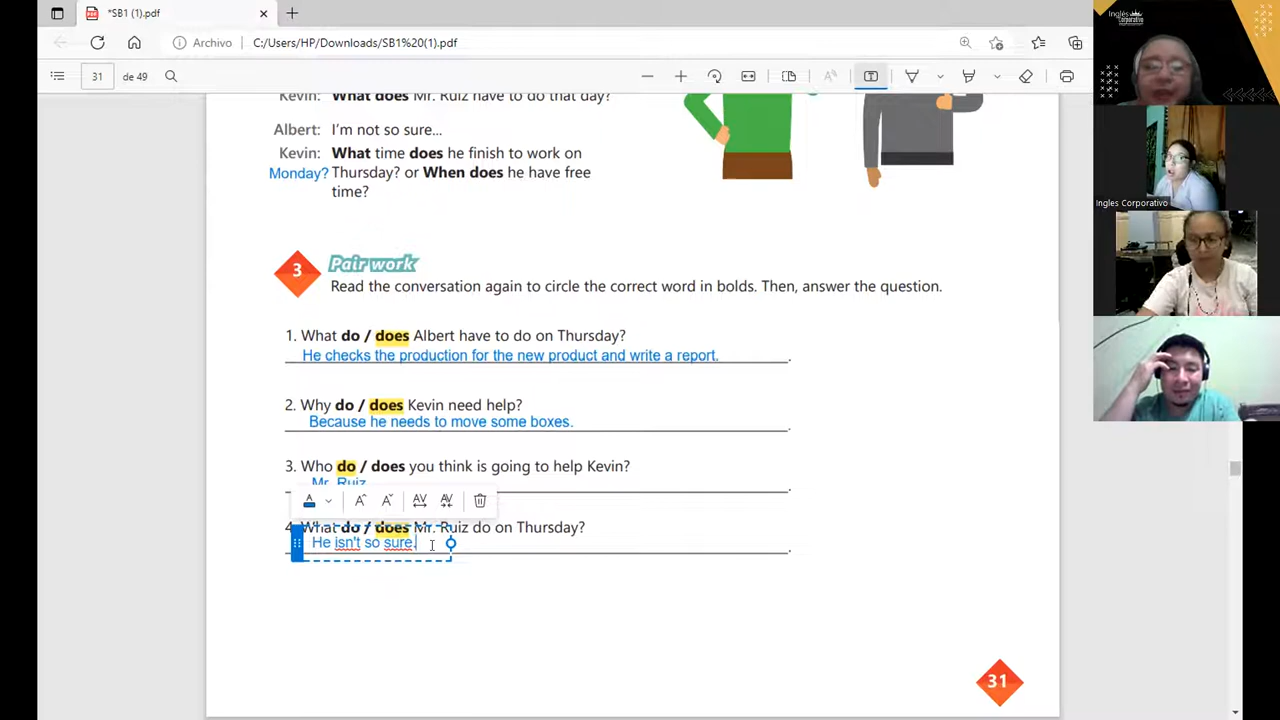 *SB1 (1).pdf
Archivo C:/Users/HP/Downloads/SB1%20(1).pdf
31 de 49
Kevin: What does Mr. Ruiz have to do that day?
Albert: I'm not so sure...
Kevin: What time does he finish to work on
Monday? Thursday? or When does he have free
time?
3 Pair work
Read the conversation again to circle the correct word in bolds. Then, answer the question.
1. What do / does Albert have to do on Thursday?
He checks the production for the new product and write a report.
2. Why do / does Kevin need help?
Because he needs to move some boxes.
3. Who do / does you think is going to help Kevin?
Mr. Ruiz
4. What do / does Mr. Ruiz do on Thursday?
He isn't so sure.
31
Inglés
Corporativo
Ingles Corporativo